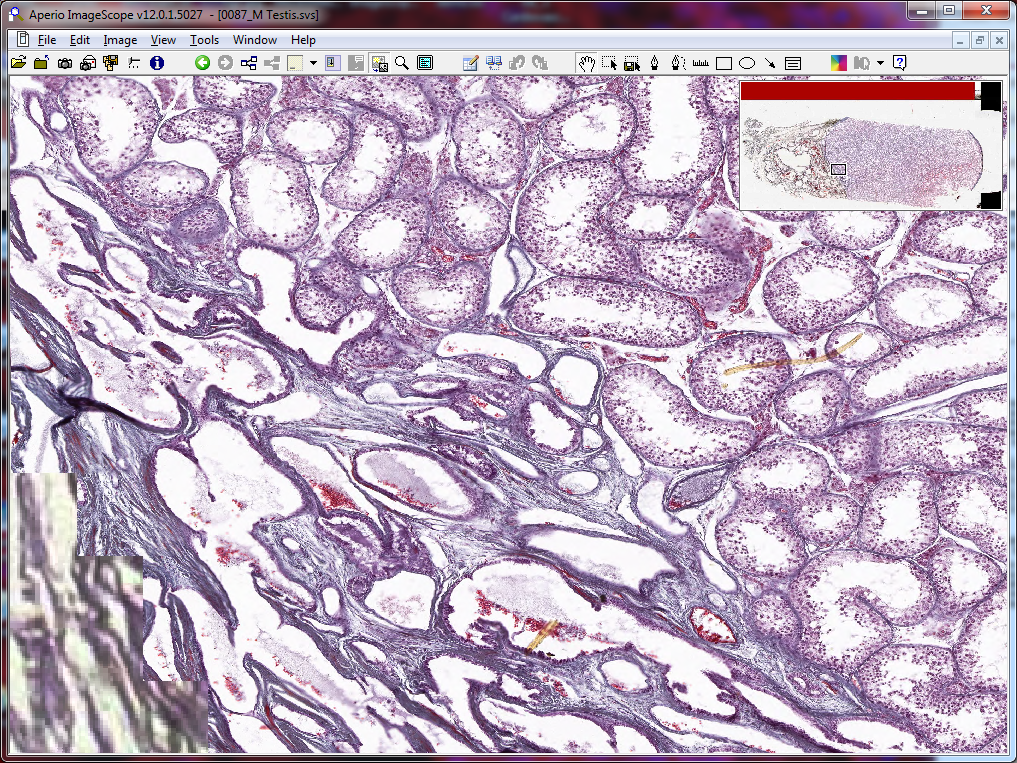 Aperio ImageScope v12.0.1.5027 - [0087_M Testis.svs]
File Edit Image View Tools Window Help